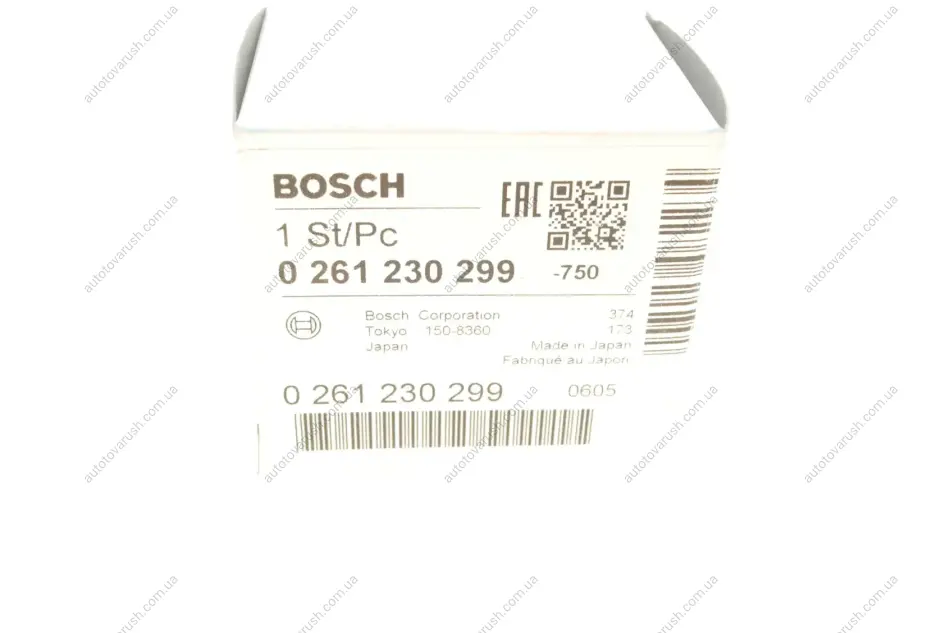 BOSCH
EAC
1 St/Pc
0 261 230 299 -750
Bosch Corporation 374
Tokyo 150-8360 173
Japan Made in Japan
Fabriqué au Japon
0 261 230 299 0605
autotovarush.com.ua